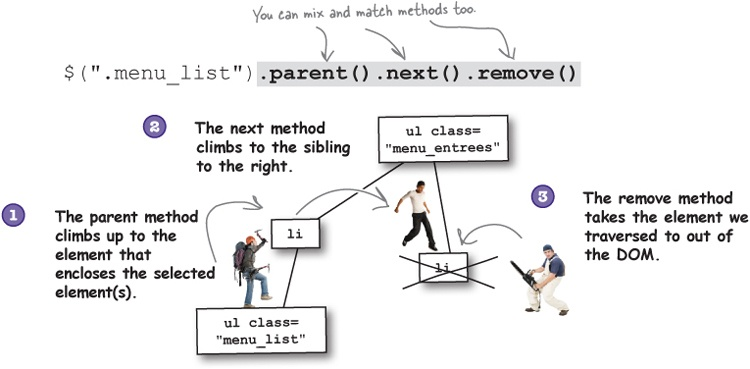 You can mix and match methods too.
$(".menu_list").parent().next().remove()
2
The next method
climbs to the sibling
to the right.
ul class=
"menu_entrees"
1
The parent method
climbs up to the
element that
encloses the selected
element(s).
li
3
The remove method
takes the element we
traversed to out of
the DOM.
li
ul class=
"menu_list"